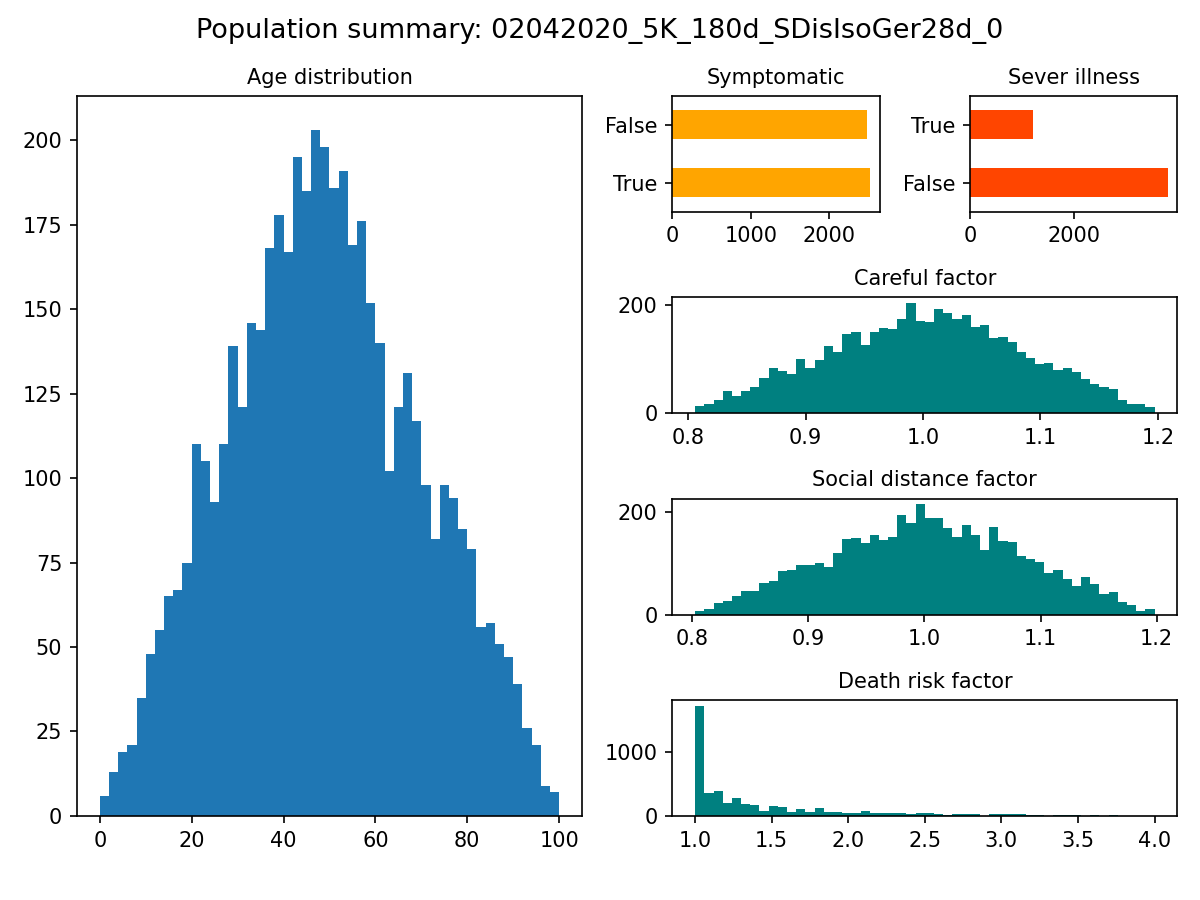 Population summary: 02042020_5K_180d_SDisIsoGer28d_0
Age distribution
200
175
150
125
100
75
50
25
0
0 20 40 60 80 100
Symptomatic
False
True
0 1000 2000
Sever illness
True
False
0 2000
Careful factor
200
0
0.8 0.9 1.0 1.1 1.2
Social distance factor
200
0
0.8 0.9 1.0 1.1 1.2
Death risk factor
1000
0
1.0 1.5 2.0 2.5 3.0 3.5 4.0